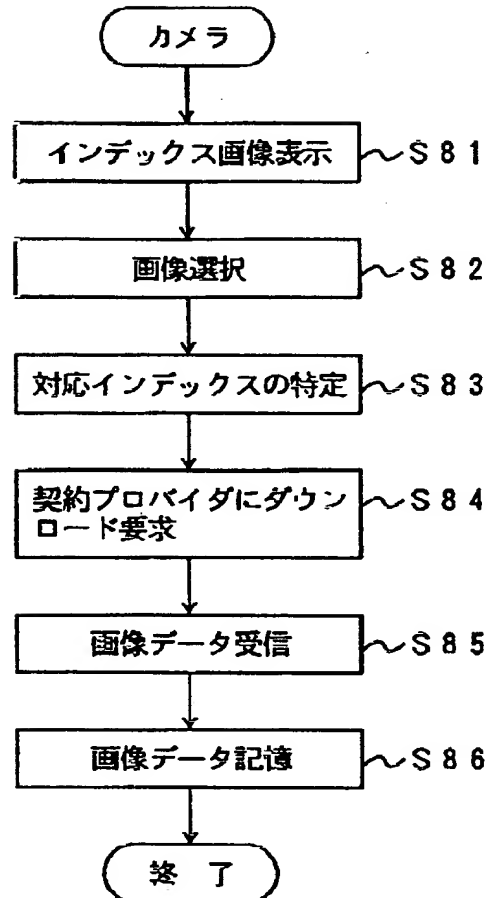 カメラ
インデックス画像表示 S81
画像選択 S82
対応インデックスの特定 S83
契約プロバイダにダウン S84
ロード要求
画像データ受信 S85
画像データ記憶 S86
終 了